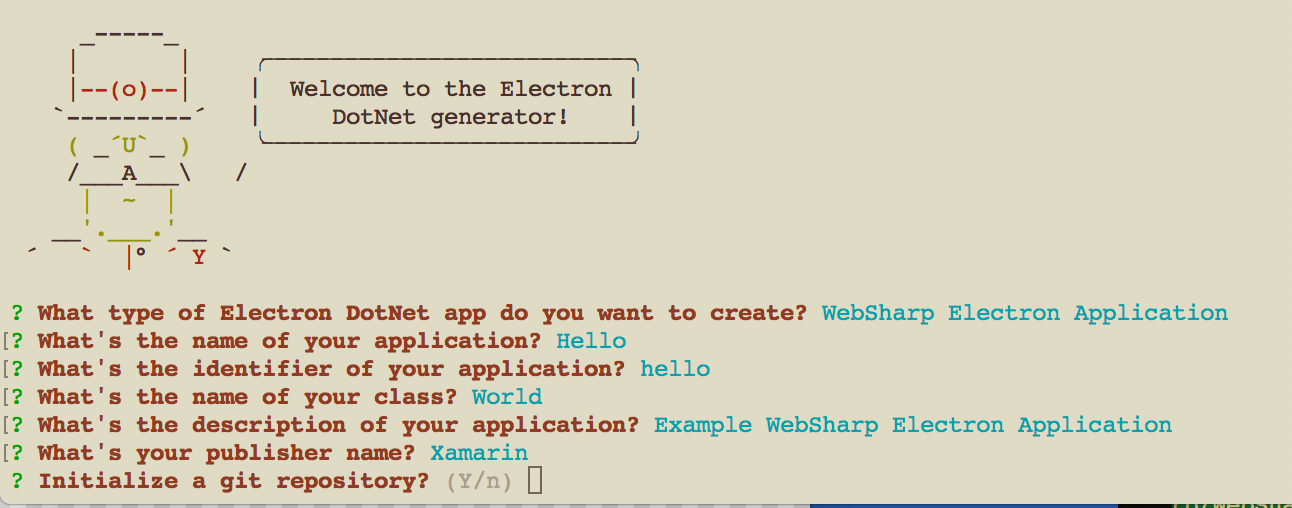 Welcome to the Electron
DotNet generator!
? What type of Electron DotNet app do you want to create? WebSharp Electron Application
[? What's the name of your application? Hello
[? What's the identifier of your application? hello
[? What's the name of your class? World
[? What's the description of your application? Example WebSharp Electron Application
[? What's your publisher name? Xamarin
? Initialize a git repository? (Y/n)